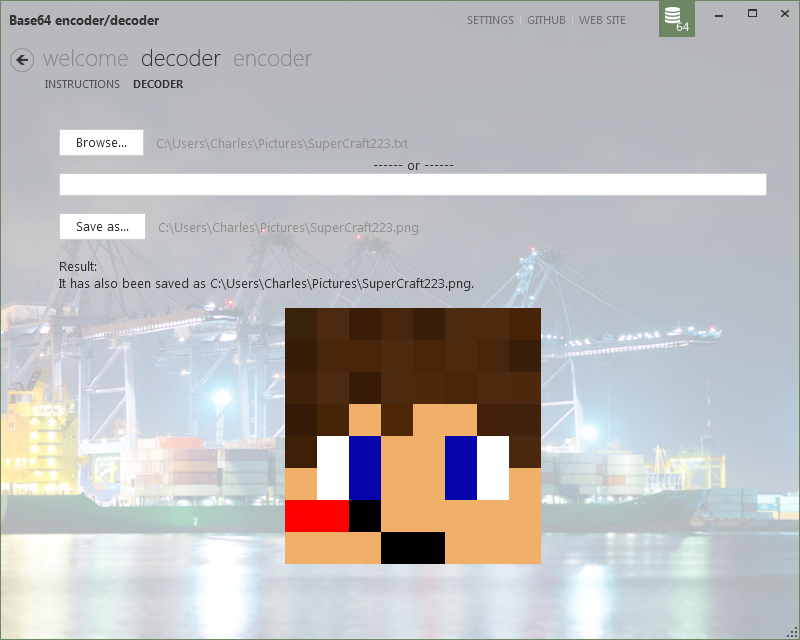 Base64 encoder/decoder
SETTINGS | GITHUB | WEB SITE
64
welcome decoder encoder
INSTRUCTIONS DECODER
Browse... C:\Users\Charles\Pictures\SuperCraft223.txt
------ or ------
Save as... C:\Users\Charles\Pictures\SuperCraft223.png
Result:
It has also been saved as C:\Users\Charles\Pictures\SuperCraft223.png.